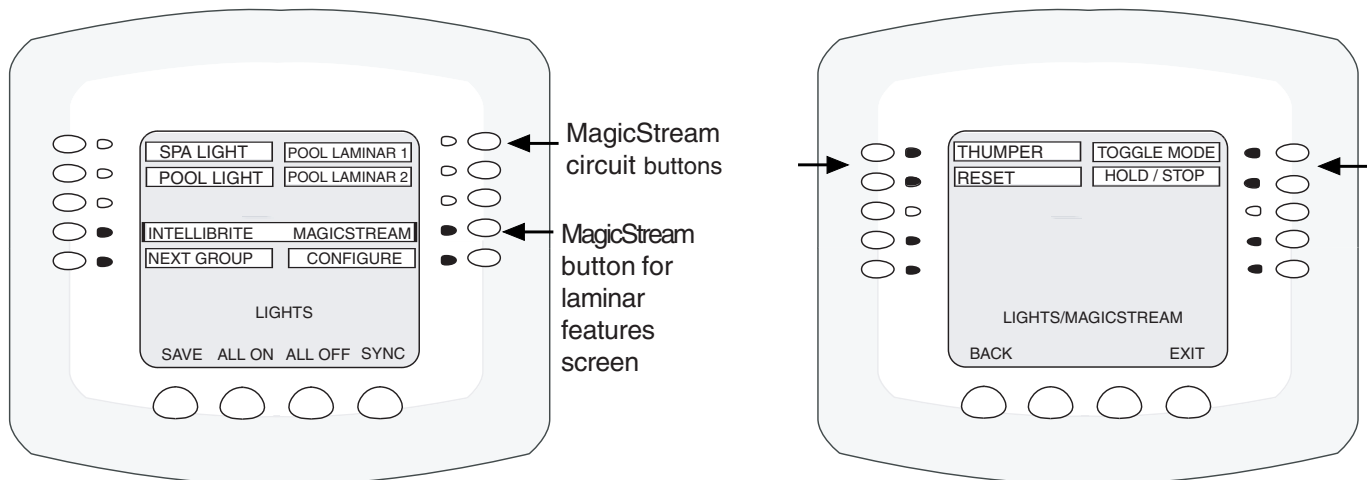 SPA LIGHT POOL LAMINAR 1
POOL LIGHT POOL LAMINAR 2
INTELLIBRITE MAGICSTREAM
NEXT GROUP CONFIGURE
LIGHTS
SAVE ALL ON ALL OFF SYNC
MagicStream
circuit buttons
MagicStream
button for
laminar
features
screen
THUMPER TOGGLE MODE
RESET HOLD / STOP
LIGHTS/MAGICSTREAM
BACK EXIT